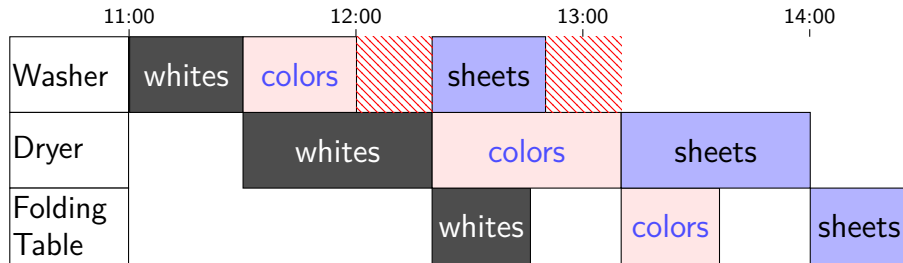 11:00 12:00 13:00 14:00
Washer whites colors sheets
Dryer whites colors sheets
Folding
Table whites colors sheets